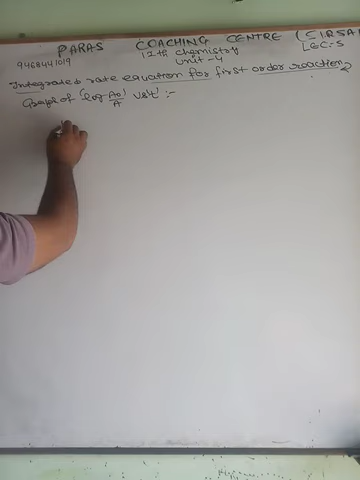 PARAS COACHING CENTRE (SIRSA)
9468441019 12th chemistry LEC-5
Unit-4
Integrated rate equation for first order reaction
Graph of 'log A0/A' vs 't' :-